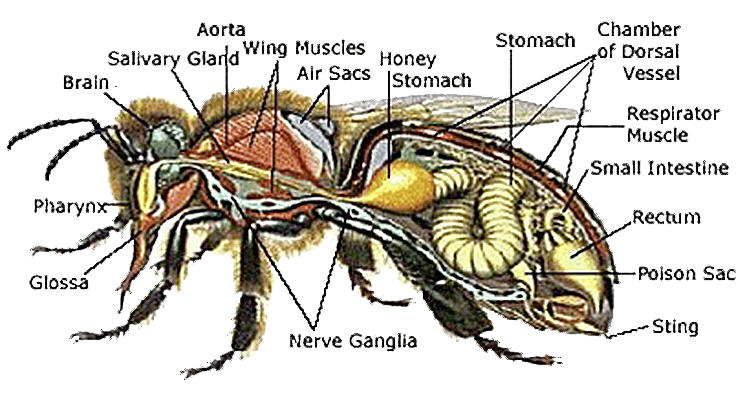 Aorta
Wing Muscles
Salivary Gland
Air Sacs
Brain
Honey
Stomach
Stomach
Chamber
of Dorsal
Vessel
Respirator
Muscle
Small Intestine
Pharynx
Rectum
Glossa
Poison Sac
Nerve Ganglia
Sting